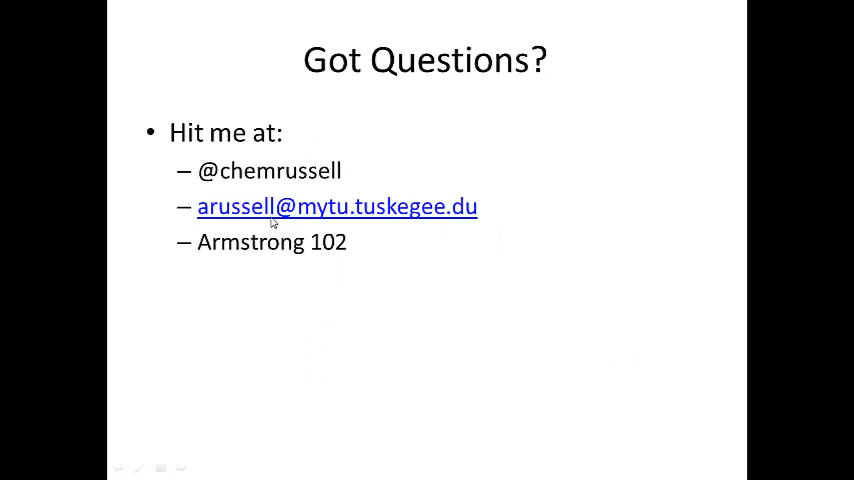 Got Questions?
• Hit me at:
– @chemrussell
– arussell@mytu.tuskegee.du
– Armstrong 102